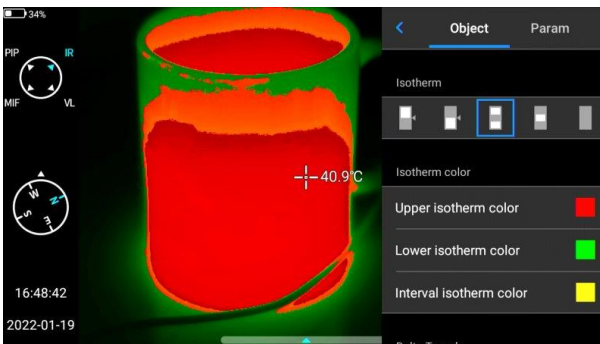 34%
PIP IR
MIF VL
N
W
S
E
16:48:42
2022-01-19
40.9°C
Object Param
Isotherm
Isotherm color
Upper isotherm color
Lower isotherm color
Interval isotherm color